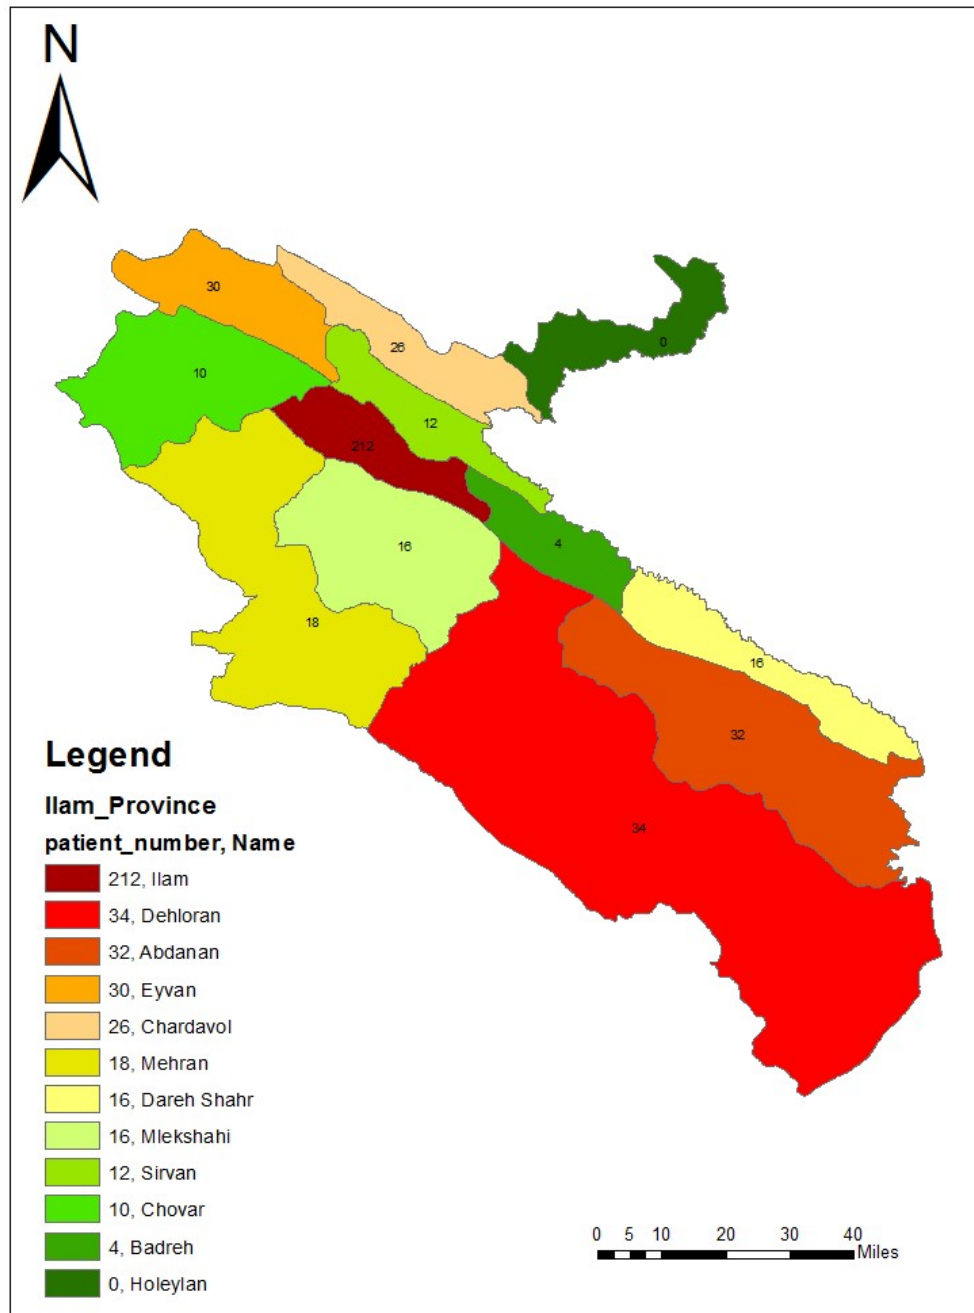 N
30
10
26
0
12
212
4
16
18
16
32
34
Legend
Ilam_Province
patient_number, Name
212, Ilam
34, Dehloran
32, Abdanan
30, Eyvan
26, Chardavol
18, Mehran
16, Dareh Shahr
16, Mlekshahi
12, Sirvan
10, Chovar
4, Badreh
0, Holeylan
0 5 10 20 30 40
Miles